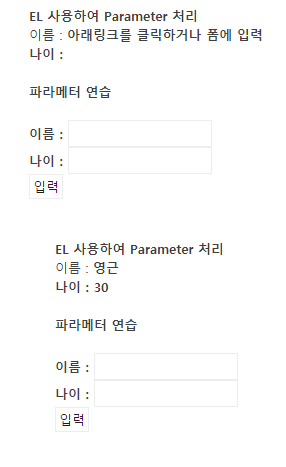 EL 사용하여 Parameter 처리
이름 : 아래링크를 클릭하거나 폼에 입력
나이 :
파라메터 연습
이름 :
나이 :
입력
EL 사용하여 Parameter 처리
이름 : 영근
나이 : 30
파라메터 연습
이름 :
나이 :
입력